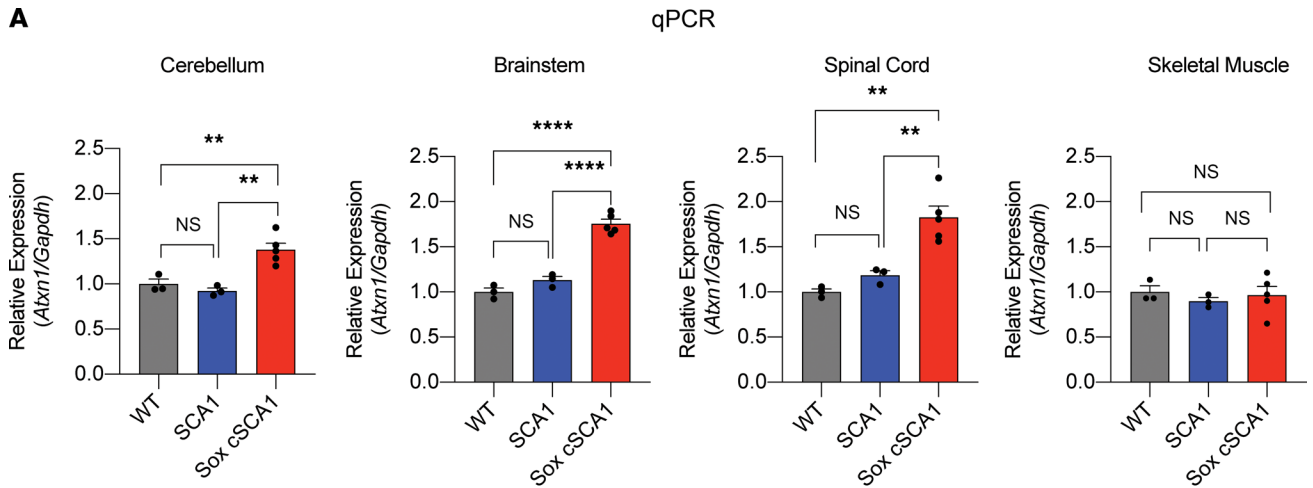 A
qPCR
Cerebellum
Relative Expression
(Atxn1/Gapdh)
2.5
2.0
1.5
1.0
0.5
0.0
**
**
NS
WT
SCA1
Sox cSCA1
Brainstem
Relative Expression
(Atxn1/Gapdh)
2.5
2.0
1.5
1.0
0.5
0.0
****
****
NS
WT
SCA1
Sox cSCA1
Spinal Cord
Relative Expression
(Atxn1/Gapdh)
2.5
2.0
1.5
1.0
0.5
0.0
**
**
NS
WT
SCA1
Sox cSCA1
Skeletal Muscle
Relative Expression
(Atxn1/Gapdh)
2.5
2.0
1.5
1.0
0.5
0.0
NS
NS NS
WT
SCA1
Sox cSCA1